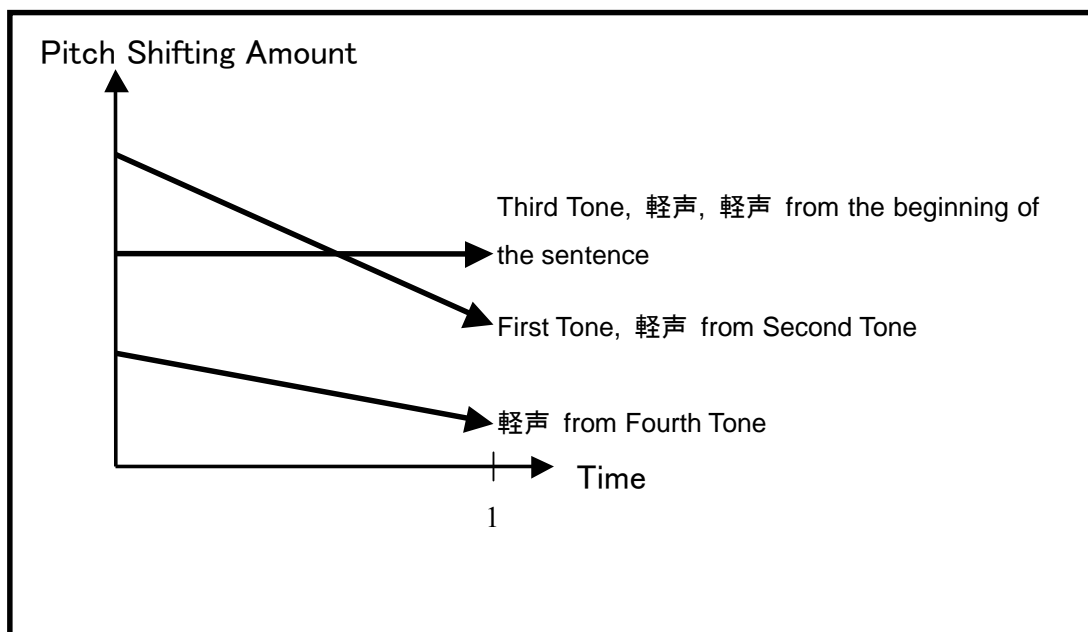 Pitch Shifting Amount
Third Tone, 軽声, 軽声 from the beginning of
the sentence
First Tone, 軽声 from Second Tone
軽声 from Fourth Tone
Time
1